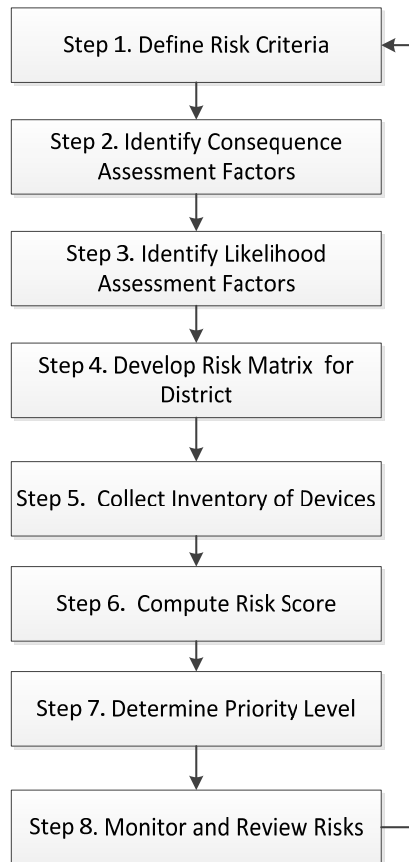 Step 1. Define Risk Criteria
Step 2. Identify Consequence
Assessment Factors
Step 3. Identify Likelihood
Assessment Factors
Step 4. Develop Risk Matrix for
District
Step 5. Collect Inventory of Devices
Step 6. Compute Risk Score
Step 7. Determine Priority Level
Step 8. Monitor and Review Risks